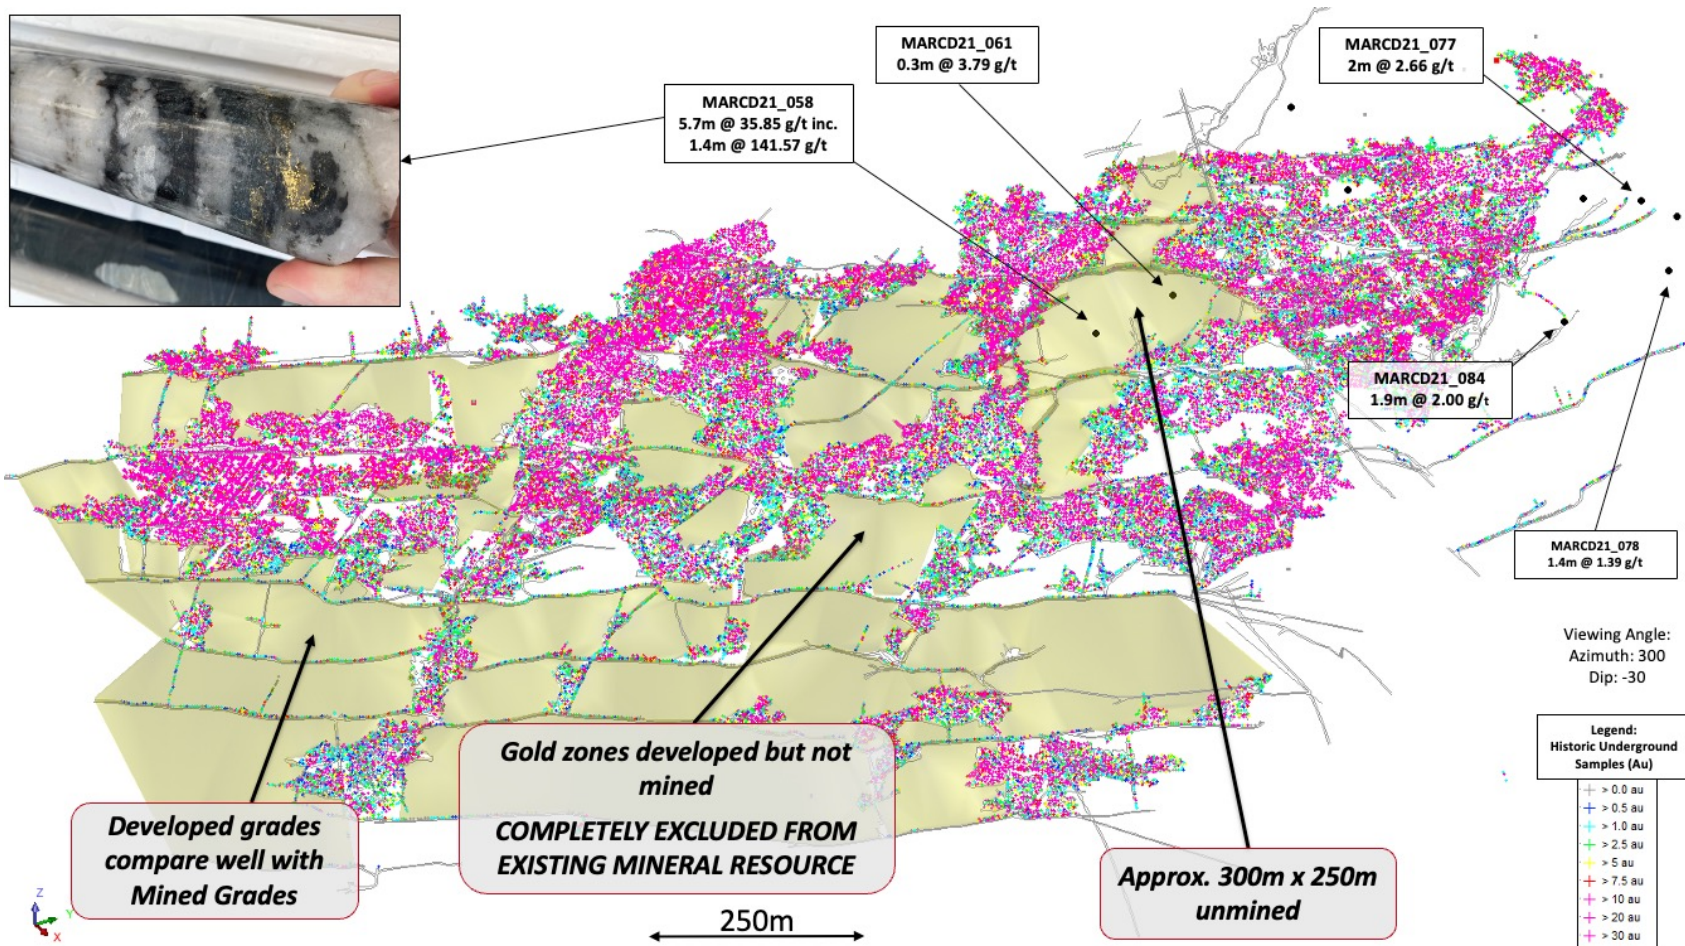 MARCD21_061
0.3m @ 3.79 g/t
MARCD21_077
2m @ 2.66 g/t
MARCD21_058
5.7m @ 35.85 g/t inc.
1.4m @ 141.57 g/t
MARCD21_084
1.9m @ 2.00 g/t
MARCD21_078
1.4m @ 1.39 g/t
Viewing Angle:
Azimuth: 300
Dip: -30
Legend:
Historic Underground
Samples (Au)
> 0.0 au
> 0.5 au
> 1.0 au
> 2.5 au
> 5 au
> 7.5 au
> 10 au
> 20 au
> 30 au
Gold zones developed but not
mined
COMPLETELY EXCLUDED FROM
EXISTING MINERAL RESOURCE
Developed grades
compare well with
Mined Grades
Approx. 300m x 250m
unmined
250m
Z
Y
X